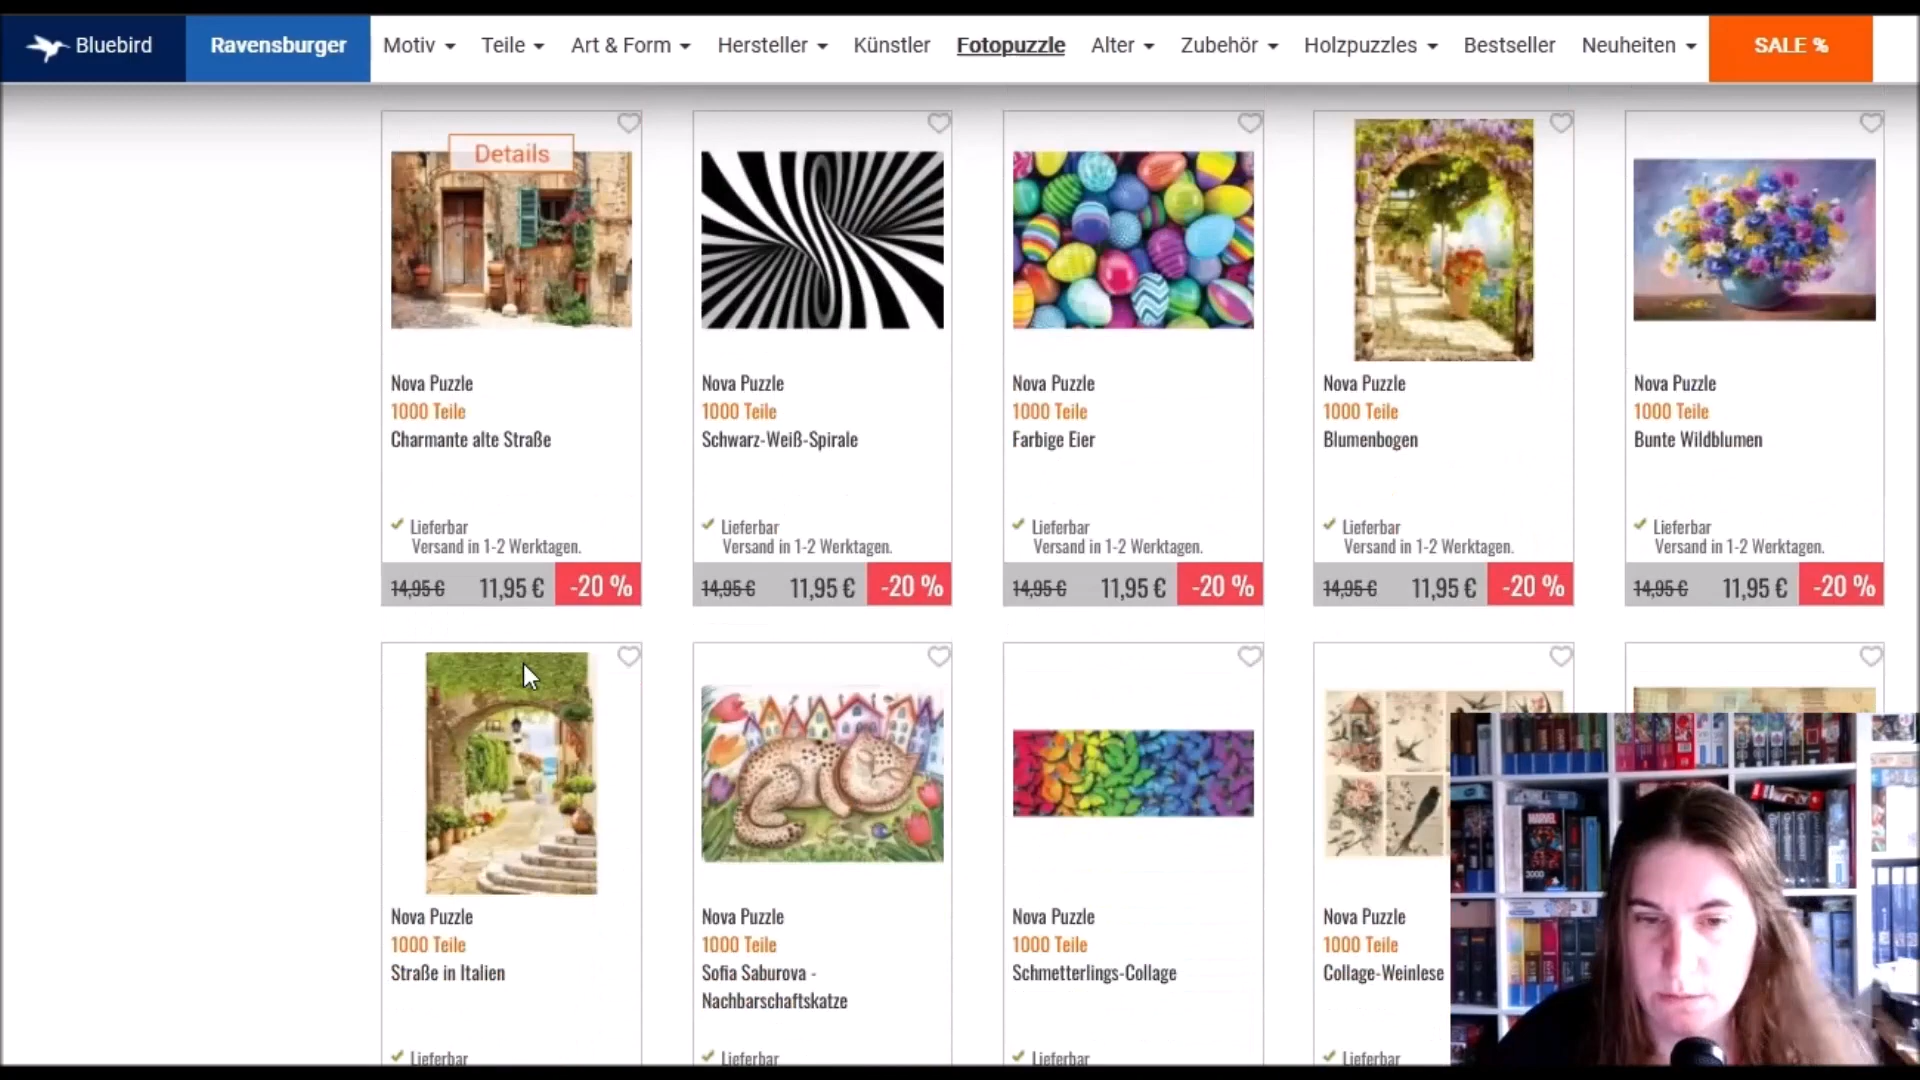 Bluebird
Ravensburger
Motiv
Teile
Art & Form
Hersteller
Künstler
Fotopuzzle
Alter
Zubehör
Holzpuzzles
Bestseller
Neuheiten
SALE %
Details
Nova Puzzle
1000 Teile
Charmante alte Straße
Lieferbar
Versand in 1-2 Werktagen.
14,95 € 11,95 € -20 %
Nova Puzzle
1000 Teile
Schwarz-Weiß-Spirale
Lieferbar
Versand in 1-2 Werktagen.
14,95 € 11,95 € -20 %
Nova Puzzle
1000 Teile
Farbige Eier
Lieferbar
Versand in 1-2 Werktagen.
14,95 € 11,95 € -20 %
Nova Puzzle
1000 Teile
Blumenbogen
Lieferbar
Versand in 1-2 Werktagen.
14,95 € 11,95 € -20 %
Nova Puzzle
1000 Teile
Bunte Wildblumen
Lieferbar
Versand in 1-2 Werktagen.
14,95 € 11,95 € -20 %
Nova Puzzle
1000 Teile
Straße in Italien
Lieferbar
Nova Puzzle
1000 Teile
Sofia Saburova -
Nachbarschaftskatze
Lieferbar
Nova Puzzle
1000 Teile
Schmetterlings-Collage
Lieferbar
Nova Puzzle
1000 Teile
Collage-Weinlese
Lieferbar
MARVEL
3000